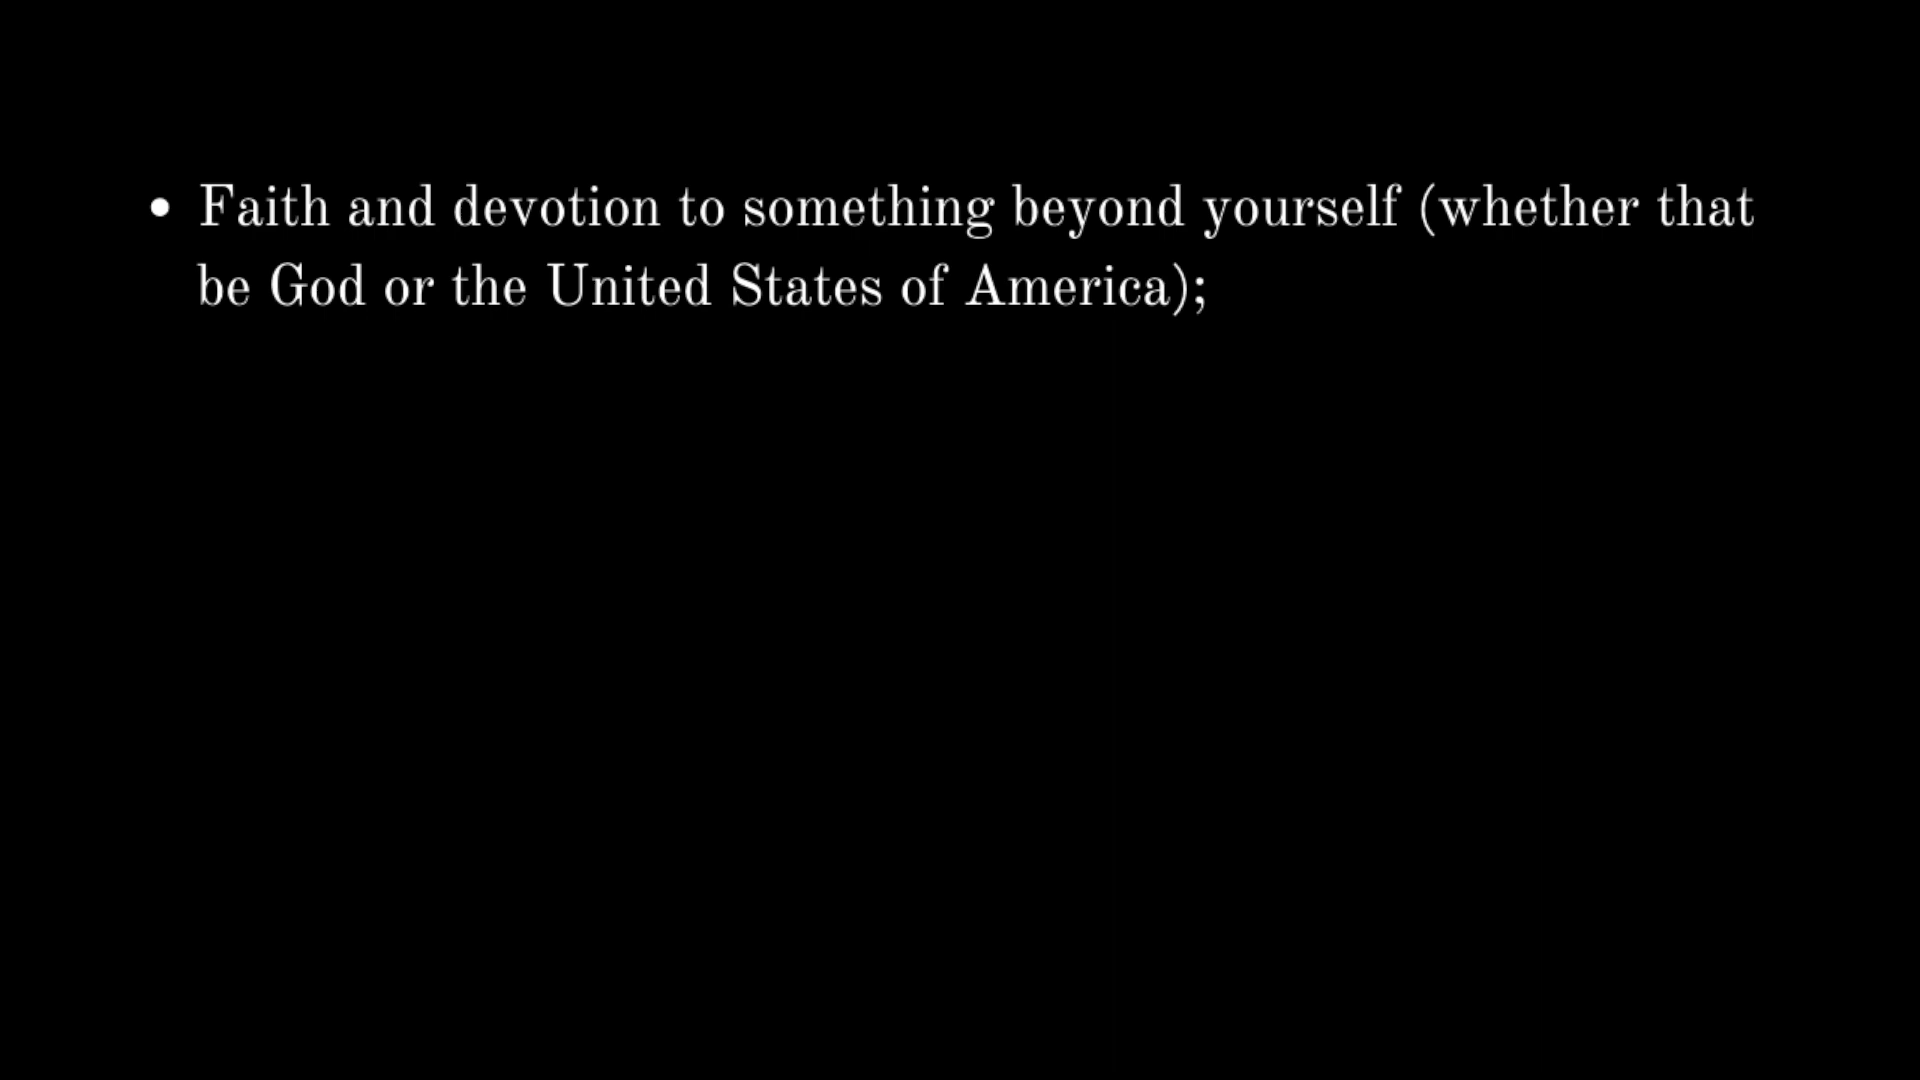 • Faith and devotion to something beyond yourself (whether that
be God or the United States of America);